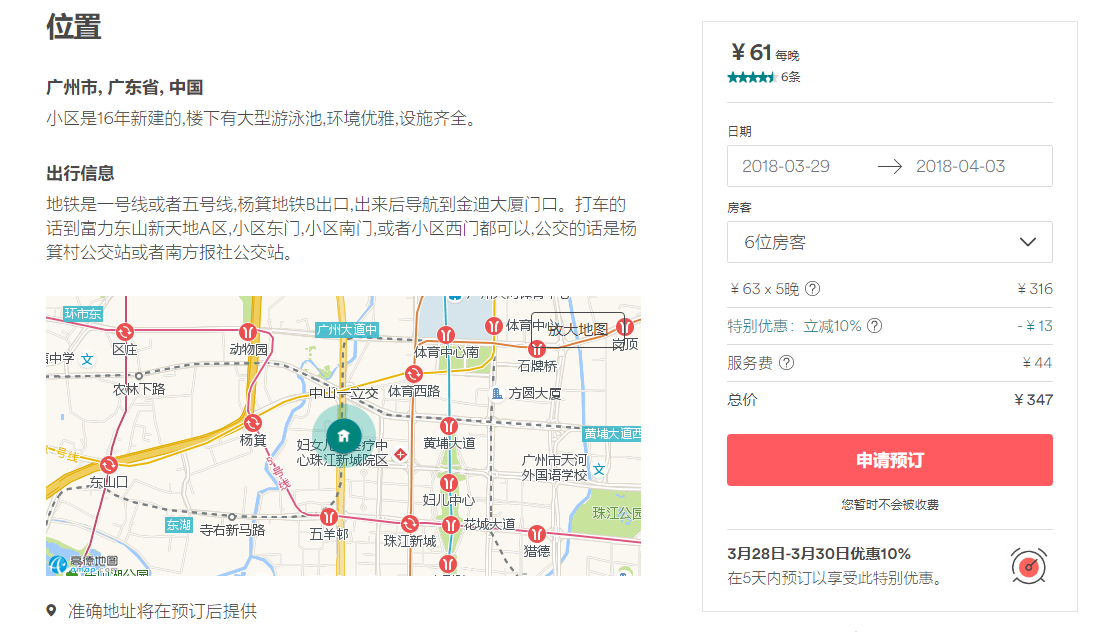 位置
广州市, 广东省, 中国
小区是16年新建的,楼下有大型游泳池,环境优雅,设施齐全。
出行信息
地铁是一号线或者五号线,杨箕地铁B出口,出来后导航到金迪大厦门口。打车的
话到富力东山新天地A区,小区东门,小区南门,或者小区西门都可以,公交的话是杨
箕村公交站或者南方报社公交站。
环市东
区庄
动物园
广州大道中
体育中心
放大地图
岗顶
体育中心南
石牌桥
中学
农林下路
中山一立交
体育西路
方圆大厦
杨箕
黄埔大道
黄埔大道西
妇女儿
疗中
心珠江新城院区
广州市天河
外国语学校
一号线
五号线
东山口
妇儿中心
东湖
寺右新马路
五羊邨
珠江新城
花城大道
猎德
珠江公园
高德地图
amap.com
准确地址将在预订后提供
¥ 61 每晚
6条
日期
2018-03-29
2018-04-03
房客
6位房客
¥ 63 x 5晚 ?
¥ 316
特别优惠：立减10% ?
- ¥ 13
服务费 ?
¥ 44
总价
¥ 347
申请预订
您暂时不会被收费
3月28日-3月30日优惠10%
在5天内预订以享受此特别优惠。